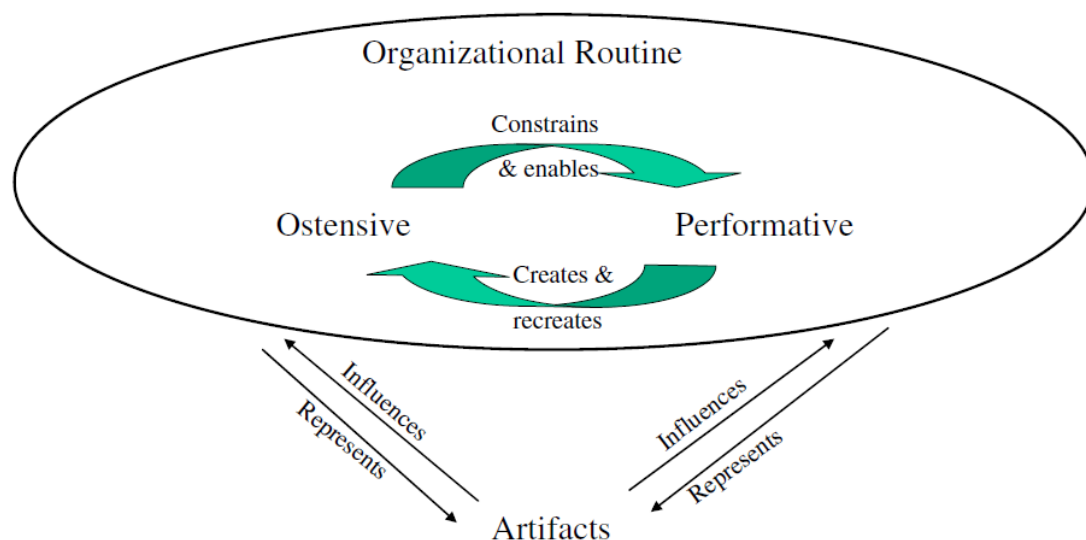 Organizational Routine
Constrains
& enables
Ostensive
Performative
Creates &
recreates
Influences
Represents
Influences
Represents
Artifacts